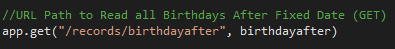 //URL Path to Read all Birthdays After Fixed Date (GET)
app.get("/records/birthdayafter", birthdayafter)